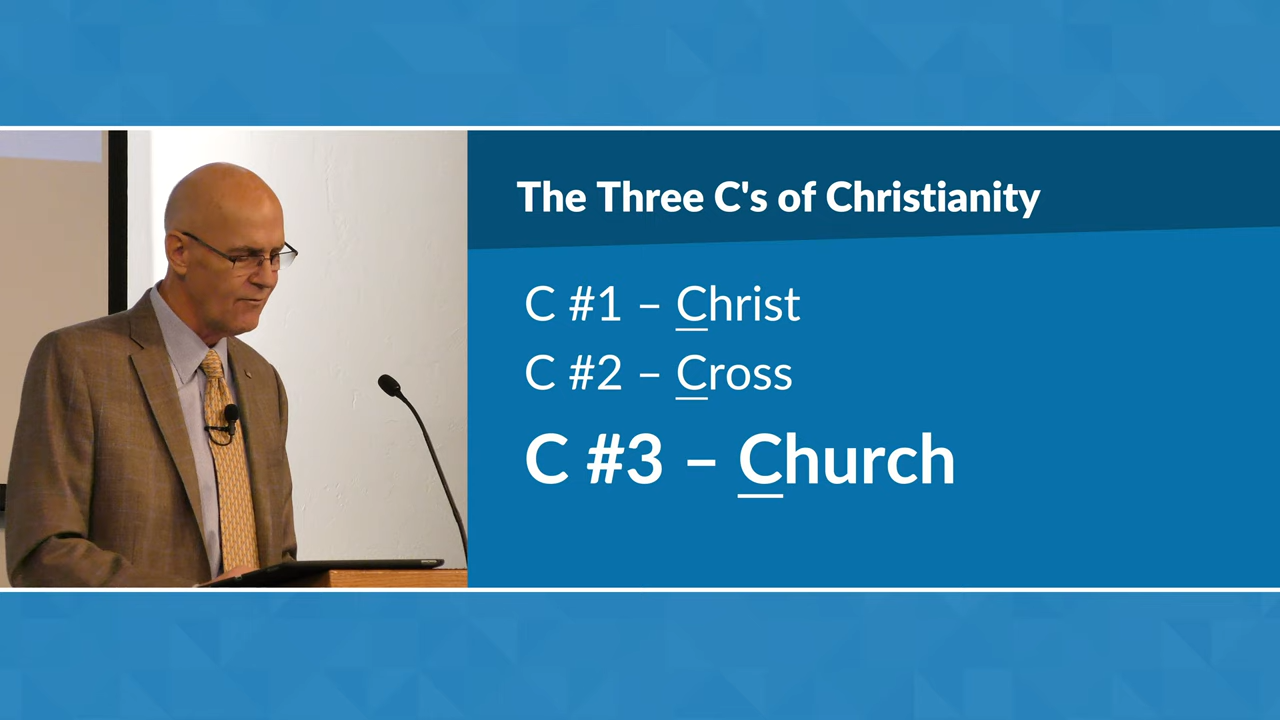 The Three C's of Christianity
C #1 – Christ
C #2 – Cross
C #3 – Church